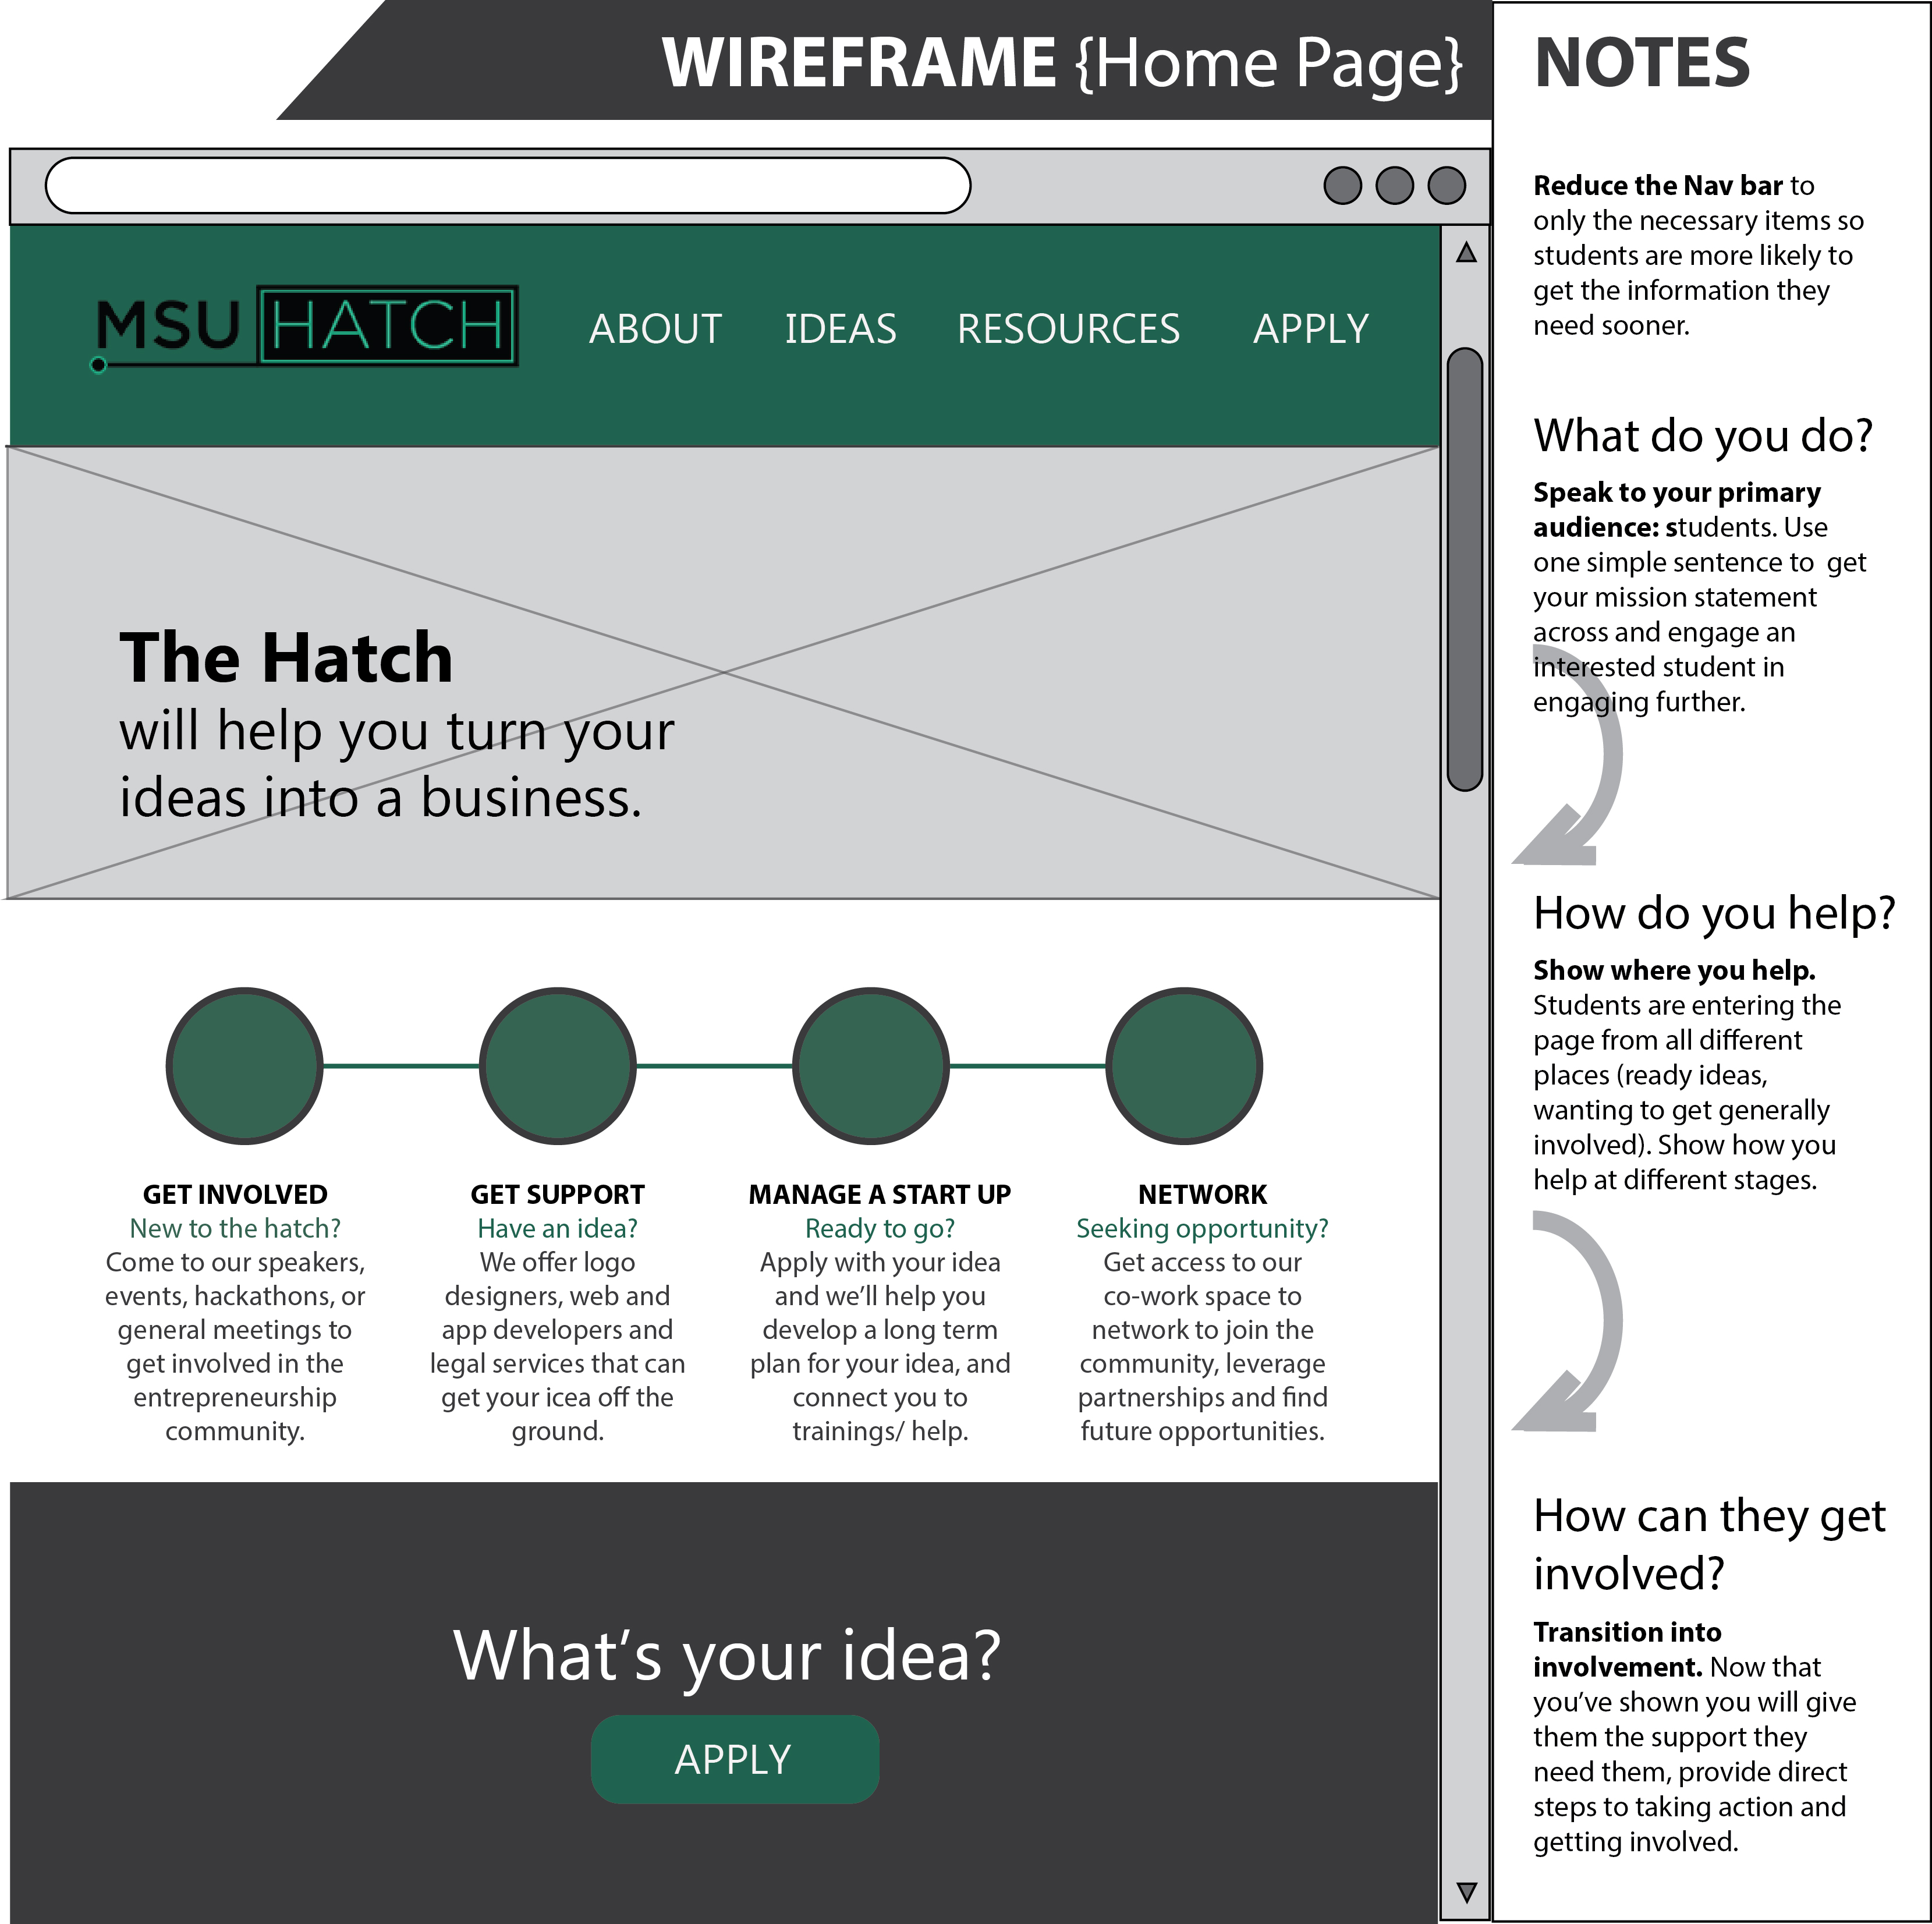 WIREFRAME {Home Page}
MSU HATCH
ABOUT IDEAS RESOURCES APPLY
The Hatch
will help you turn your
ideas into a business.
GET INVOLVED
New to the hatch?
Come to our speakers,
events, hackathons, or
general meetings to
get involved in the
entrepreneurship
community.
GET SUPPORT
Have an idea?
We offer logo
designers, web and
app developers and
legal services that can
get your icea off the
ground.
MANAGE A START UP
Ready to go?
Apply with your idea
and we’ll help you
develop a long term
plan for your idea, and
connect you to
trainings/ help.
NETWORK
Seeking opportunity?
Get access to our
co-work space to
network to join the
community, leverage
partnerships and find
future opportunities.
What’s your idea?
APPLY
NOTES
Reduce the Nav bar to
only the necessary items so
students are more likely to
get the information they
need sooner.
What do you do?
Speak to your primary
audience: students. Use
one simple sentence to  get
your mission statement
across and engage an
interested student in
engaging further.
How do you help?
Show where you help.
Students are entering the
page from all different
places (ready ideas,
wanting to get generally
involved). Show how you
help at different stages.
How can they get
involved?
Transition into
involvement. Now that
you’ve shown you will give
them the support they
need them, provide direct
steps to taking action and
getting involved.